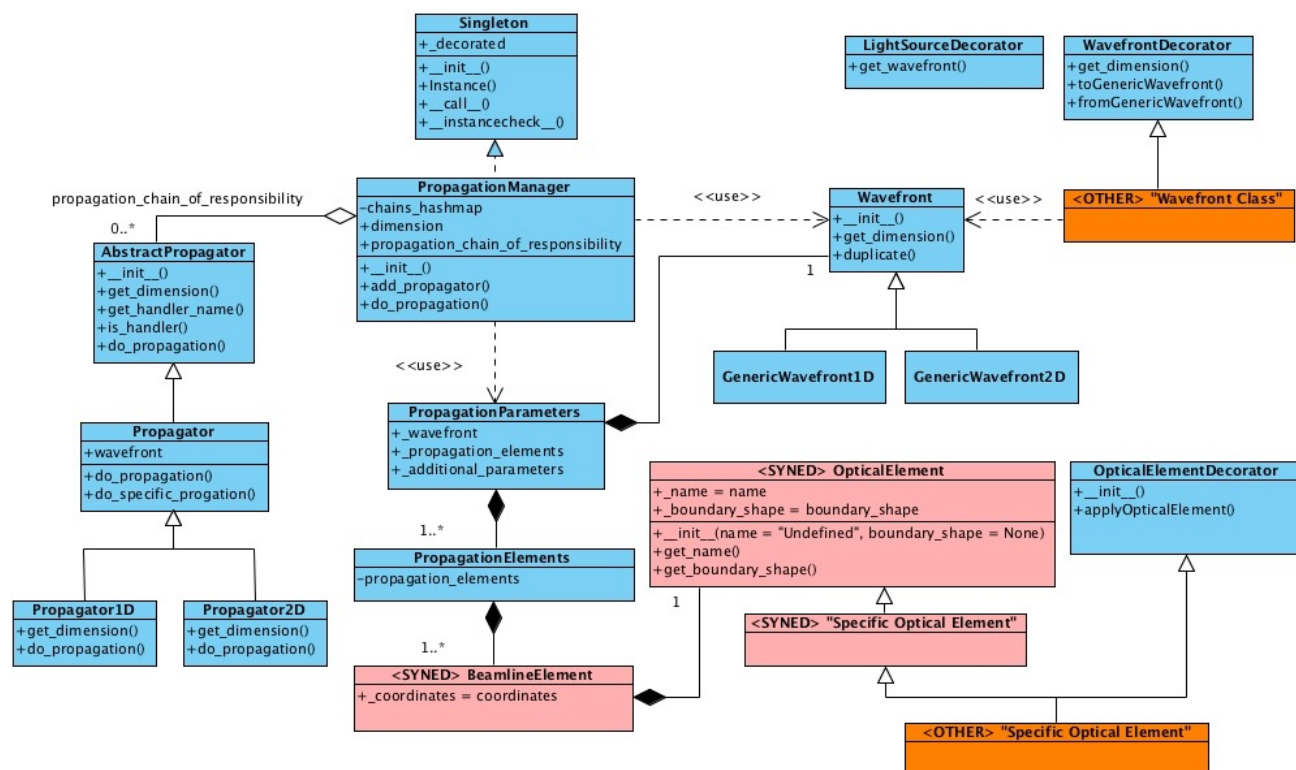 Singleton
+_decorated
+__init__()
+Instance()
+__call__()
+__instancecheck__()
LightSourceDecorator
+get_wavefront()
WavefrontDecorator
+get_dimension()
+toGenericWavefront()
+fromGenericWavefront()
propagation_chain_of_responsibility
0..*
PropagationManager
-chains_hashmap
+dimension
+propagation_chain_of_responsibility
+__init__()
+add_propagator()
+do_propagation()
<<use>>
Wavefront
+__init__()
+get_dimension()
+duplicate()
1
<<use>>
<OTHER> "Wavefront Class"
AbstractPropagator
+__init__()
+get_dimension()
+get_handler_name()
+is_handler()
+do_propagation()
<<use>>
GenericWavefront1D
GenericWavefront2D
Propagator
+wavefront
+do_propagation()
+do_specific_progation()
PropagationParameters
+_wavefront
+_propagation_elements
+_additional_parameters
1..*
<SYNED> OpticalElement
+_name = name
+_boundary_shape = boundary_shape
+__init__(name = "Undefined", boundary_shape = None)
+get_name()
+get_boundary_shape()
1
OpticalElementDecorator
+__init__()
+applyOpticalElement()
PropagationElements
-propagation_elements
1..*
Propagator1D
+get_dimension()
+do_propagation()
Propagator2D
+get_dimension()
+do_propagation()
<SYNED> "Specific Optical Element"
<SYNED> BeamlineElement
+_coordinates = coordinates
<OTHER> "Specific Optical Element"